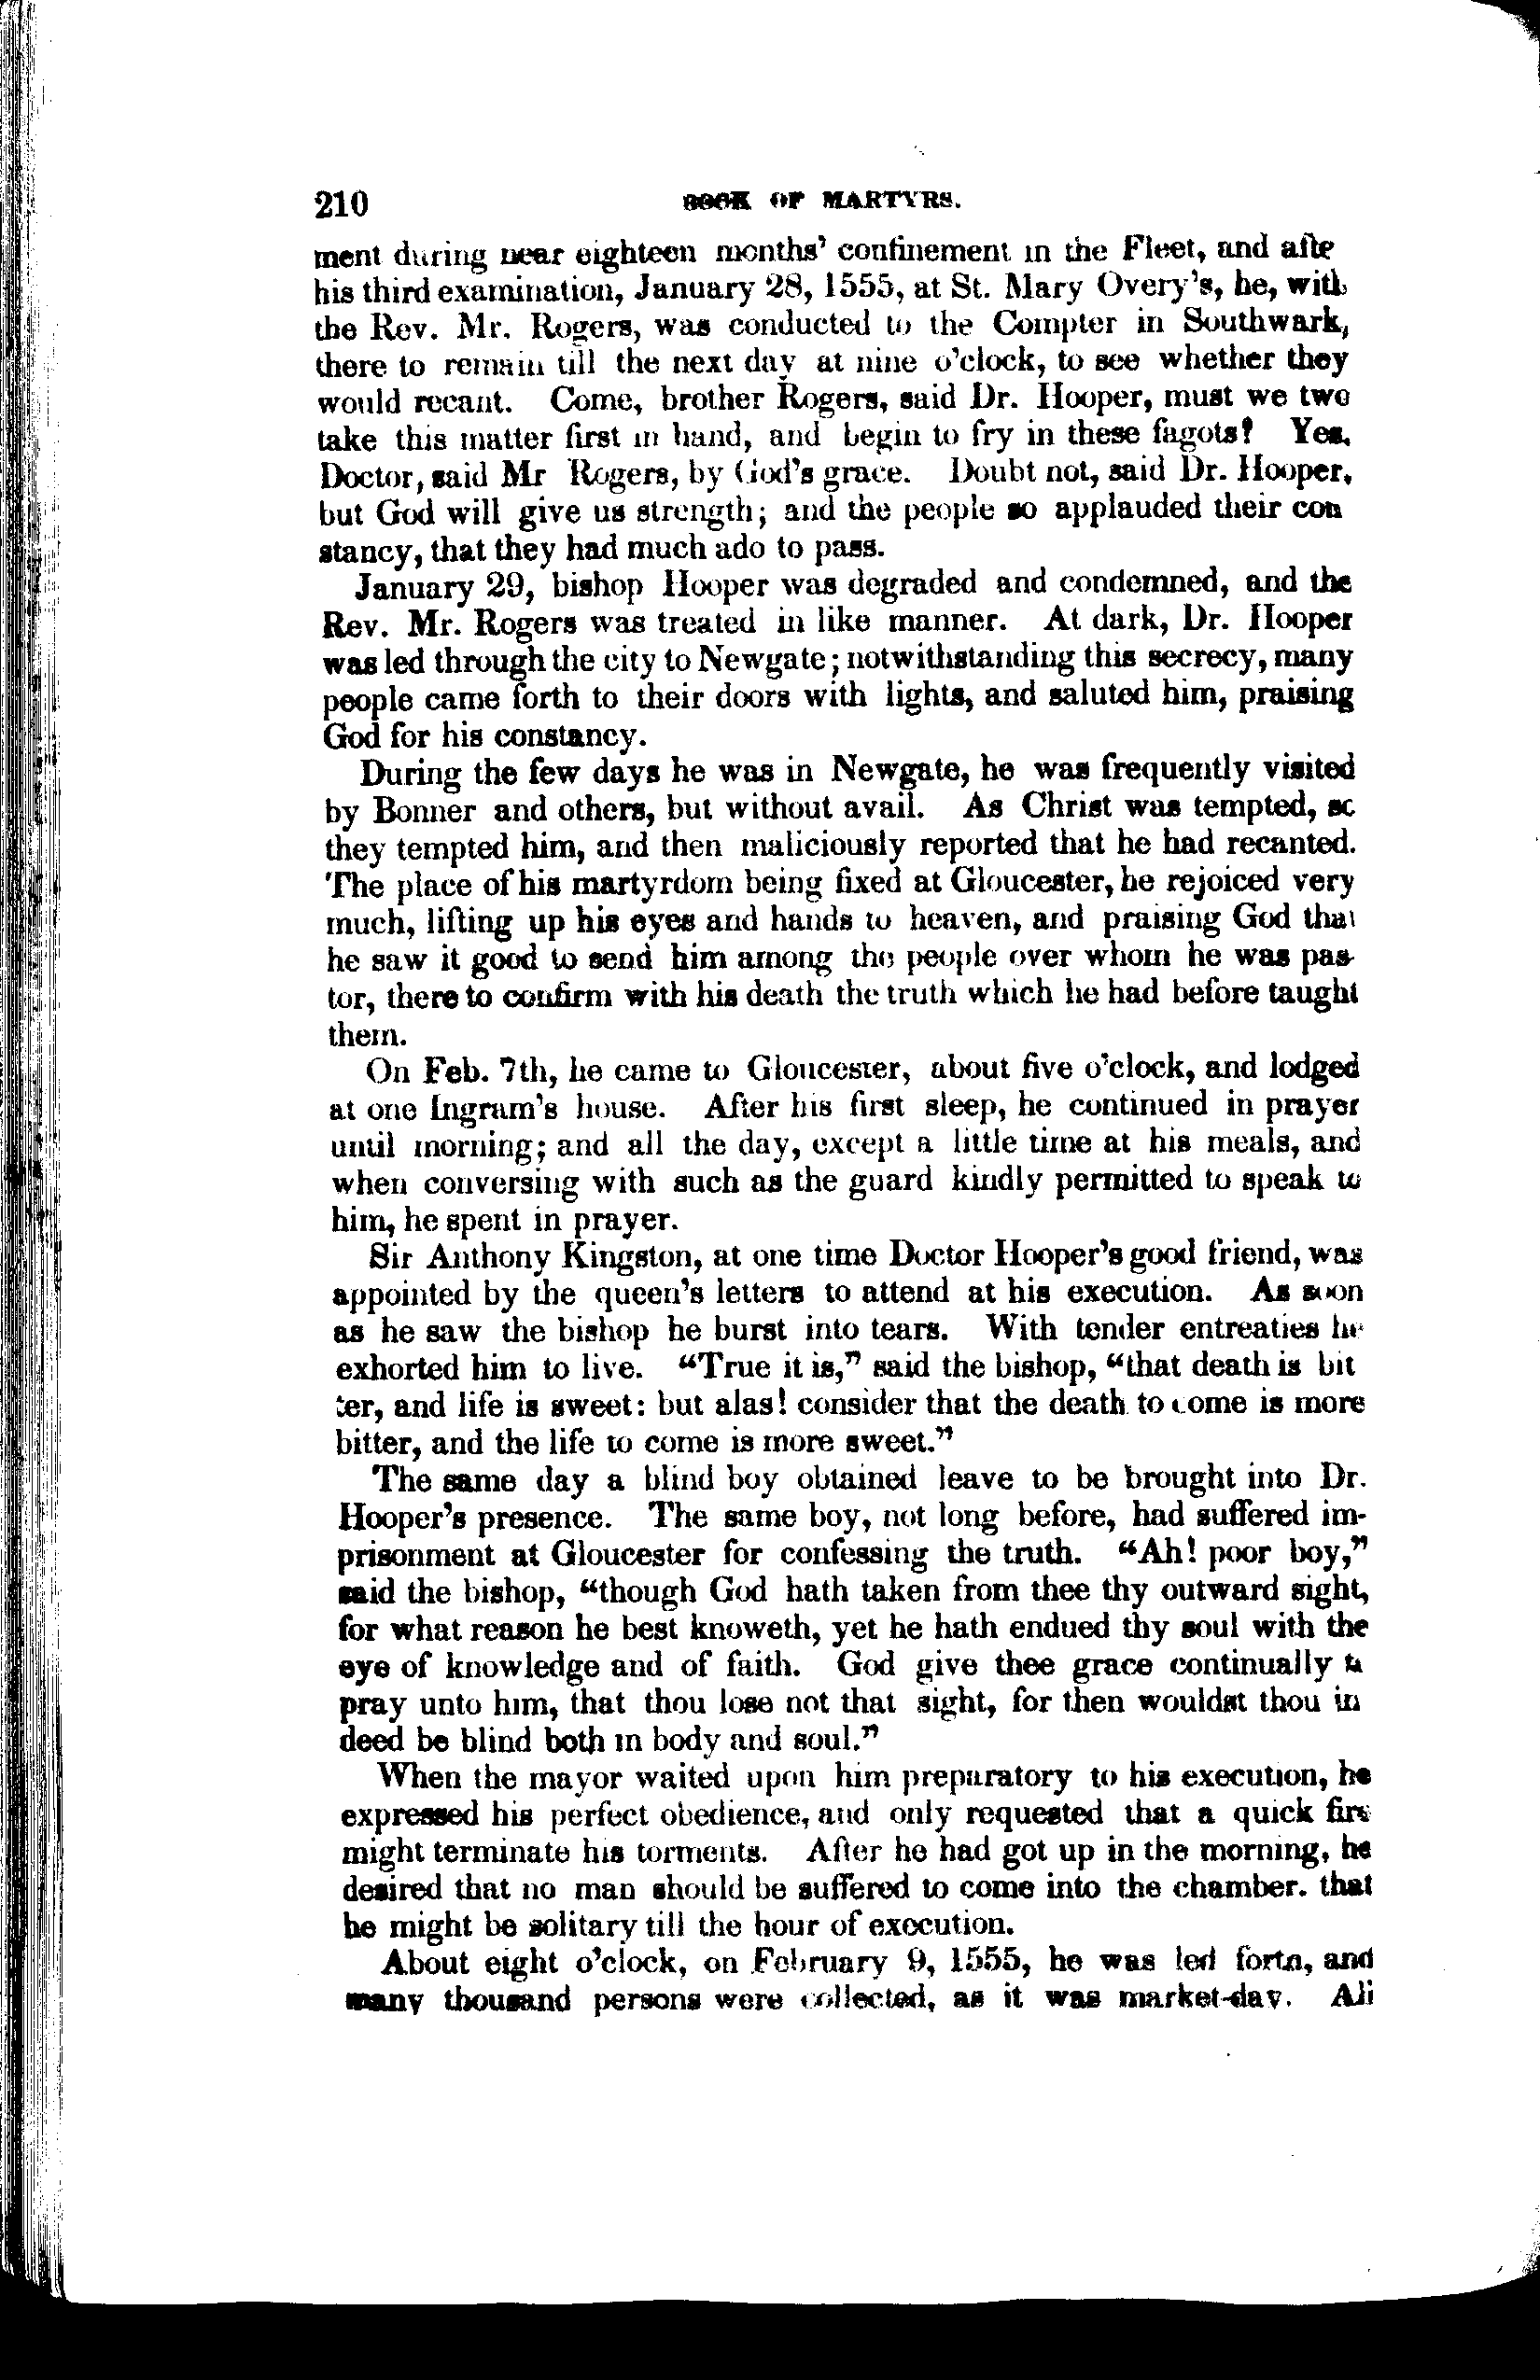 210 BOOK OF MARTYRS.
ment during near eighteen months' confinement in the Fleet, and afte
his third examination, January 28, 1555, at St. Mary Overy's, he, with
the Rev. Mr. Rogers, was conducted to the Compter in Southwark,
there to remain till the next day at nine o'clock, to see whether they
would recant. Come, brother Rogers, said Dr. Hooper, must we two
take this matter first in hand, and begin to fry in these fagots? Yes,
Doctor, said Mr Rogers, by God's grace. Doubt not, said Dr. Hooper,
but God will give us strength; and the people so applauded their con
stancy, that they had much ado to pass.
January 29, bishop Hooper was degraded and condemned, and the
Rev. Mr. Rogers was treated in like manner. At dark, Dr. Hooper
was led through the city to Newgate; notwithstanding this secrecy, many
people came forth to their doors with lights, and saluted him, praising
God for his constancy.
During the few days he was in Newgate, he was frequently visited
by Bonner and others, but without avail. As Christ was tempted, so
they tempted him, and then maliciously reported that he had recanted.
The place of his martyrdom being fixed at Gloucester, he rejoiced very
much, lifting up his eyes and hands to heaven, and praising God that
he saw it good to send him among the people over whom he was pas-
tor, there to confirm with his death the truth which he had before taught
them.
On Feb. 7th, he came to Gloucester, about five o'clock, and lodged
at one Ingram's house. After his first sleep, he continued in prayer
until morning; and all the day, except a little time at his meals, and
when conversing with such as the guard kindly permitted to speak to
him, he spent in prayer.
Sir Anthony Kingston, at one time Doctor Hooper's good friend, was
appointed by the queen's letters to attend at his execution. As soon
as he saw the bishop he burst into tears. With tender entreaties he
exhorted him to live. "True it is," said the bishop, "that death is bit
ter, and life is sweet: but alas! consider that the death to come is more
bitter, and the life to come is more sweet."
The same day a blind boy obtained leave to be brought into Dr.
Hooper's presence. The same boy, not long before, had suffered im-
prisonment at Gloucester for confessing the truth. "Ah! poor boy,"
said the bishop, "though God hath taken from thee thy outward sight,
for what reason he best knoweth, yet he hath endued thy soul with the
eye of knowledge and of faith. God give thee grace continually to
pray unto him, that thou lose not that sight, for then wouldst thou in
deed be blind both in body and soul."
When the mayor waited upon him preparatory to his execution, he
expressed his perfect obedience, and only requested that a quick fire
might terminate his torments. After he had got up in the morning, he
desired that no man should be suffered to come into the chamber. that
he might be solitary till the hour of execution.
About eight o'clock, on February 9, 1555, he was led forth, and
many thousand persons were collected, as it was market-day. All